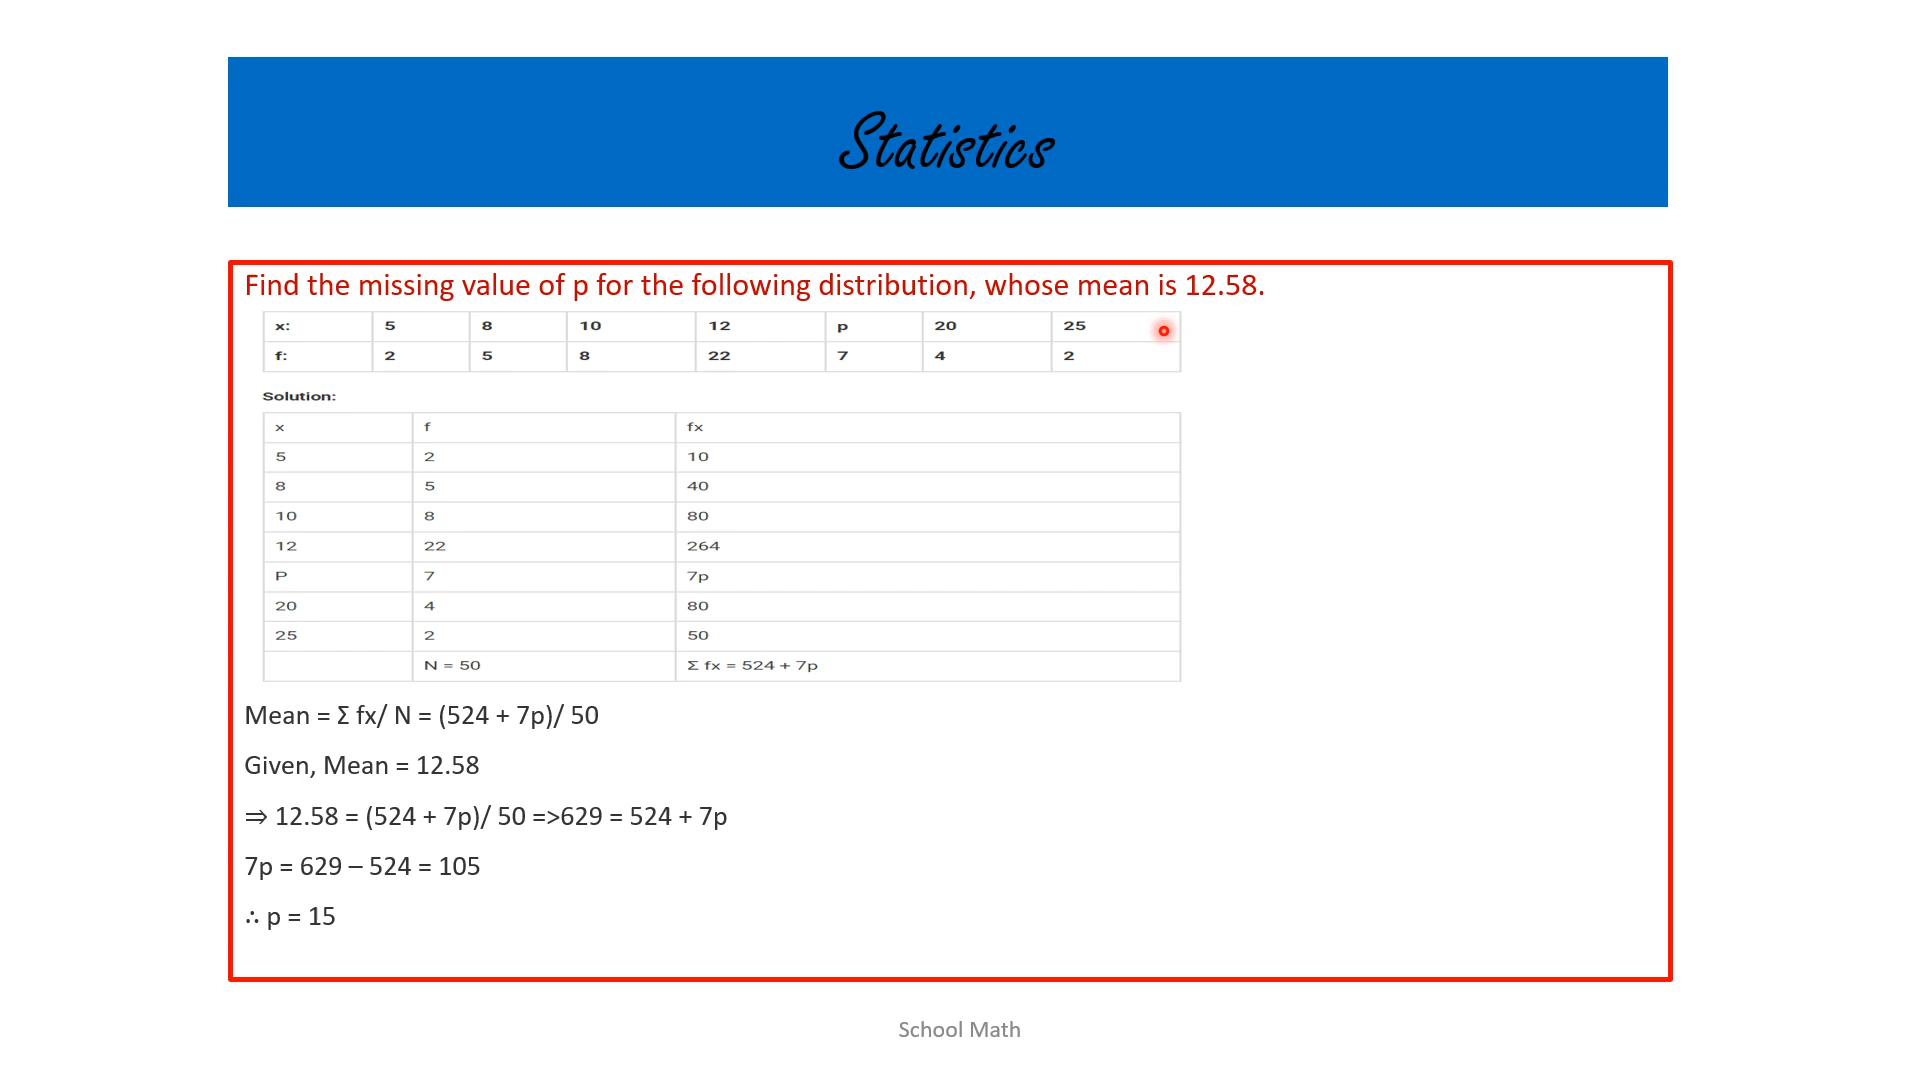 Statistics
Find the missing value of p for the following distribution, whose mean is 12.58.
x: 5 8 10 12 p 20 25
f: 2 5 8 22 7 4 2
Solution:
x f fx
5 2 10
8 5 40
10 8 80
12 22 264
P 7 7p
20 4 80
25 2 50
N = 50 Σ fx = 524 + 7p
Mean = Σ fx/ N = (524 + 7p)/ 50
Given, Mean = 12.58
⇒ 12.58 = (524 + 7p)/ 50 =>629 = 524 + 7p
7p = 629 – 524 = 105
∴ p = 15
School Math